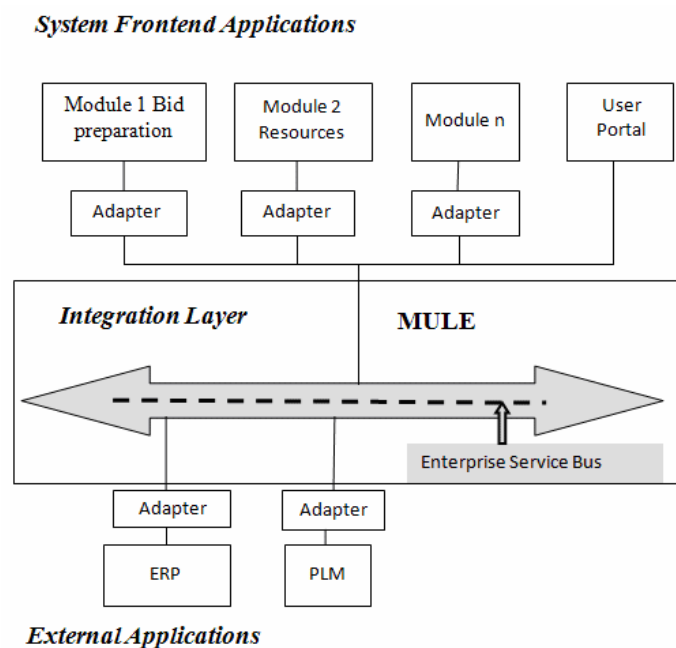 System Frontend Applications
Module 1 Bid
preparation
Module 2
Resources
Module n
User
Portal
Adapter
Adapter
Adapter
Integration Layer
MULE
Enterprise Service Bus
Adapter
Adapter
ERP
PLM
External Applications